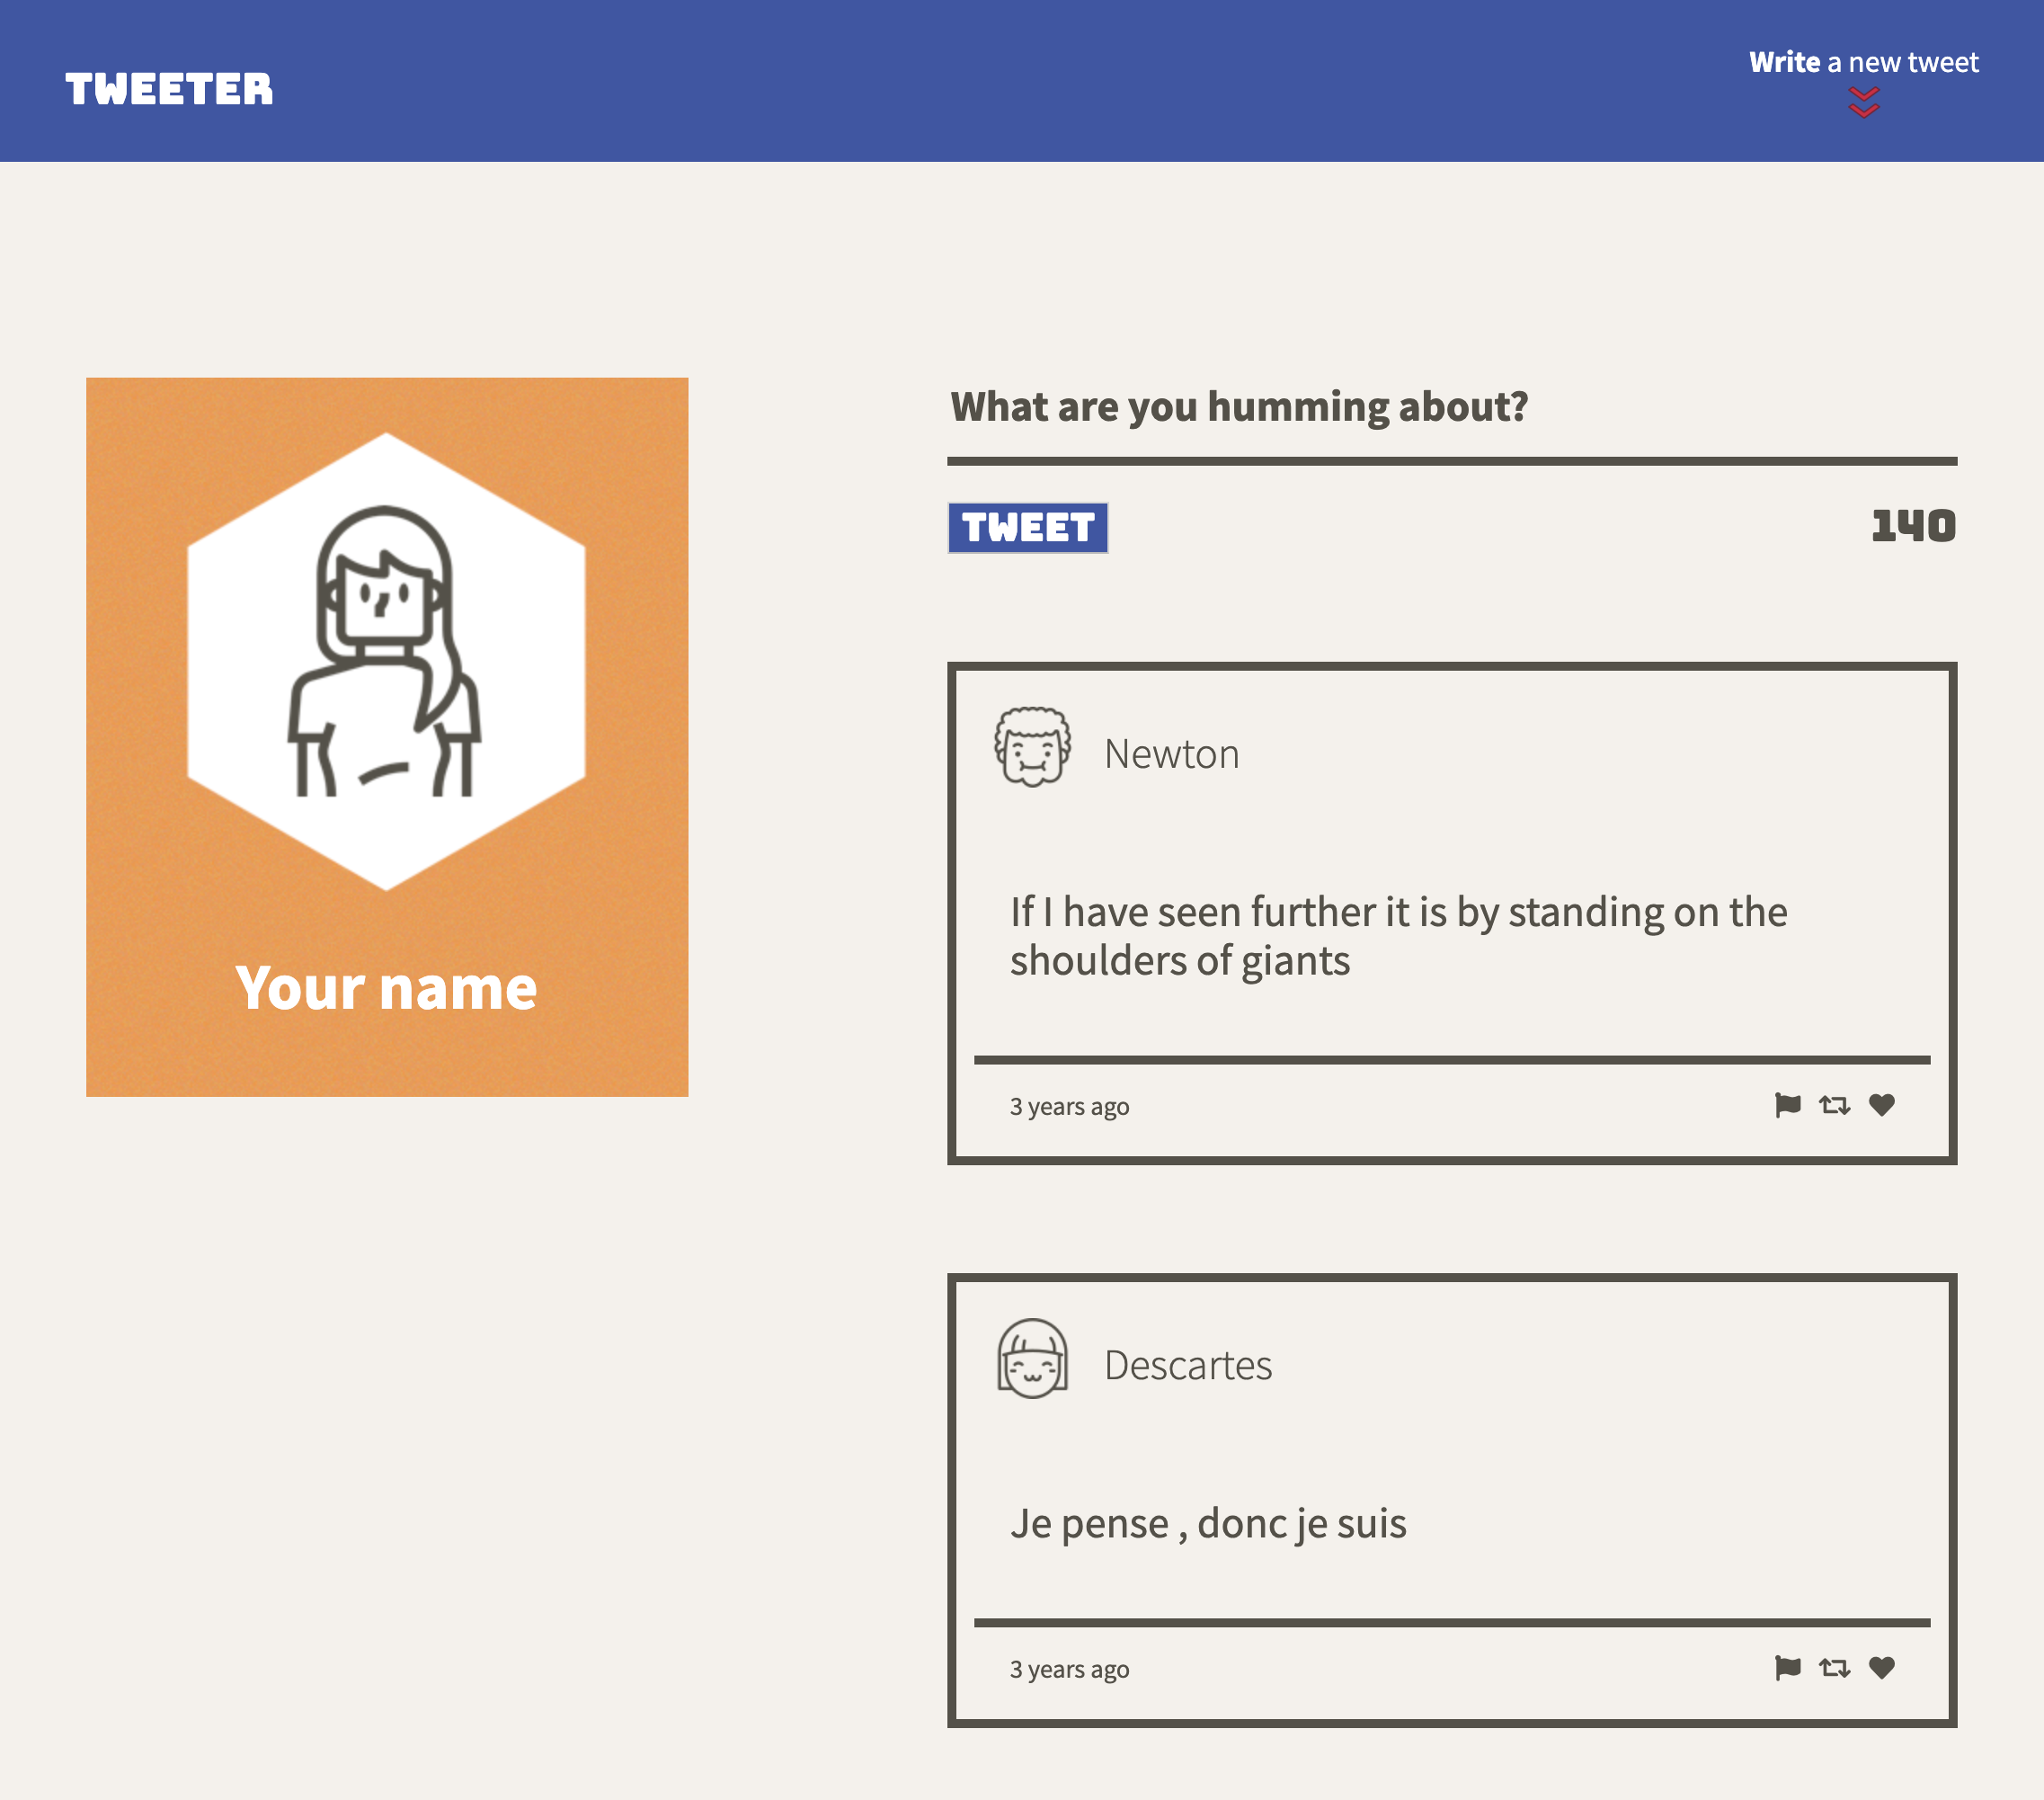 TWEETER
Write a new tweet
Your name
What are you humming about?
TWEET
140
Newton
If I have seen further it is by standing on the
shoulders of giants
3 years ago
Descartes
Je pense , donc je suis
3 years ago